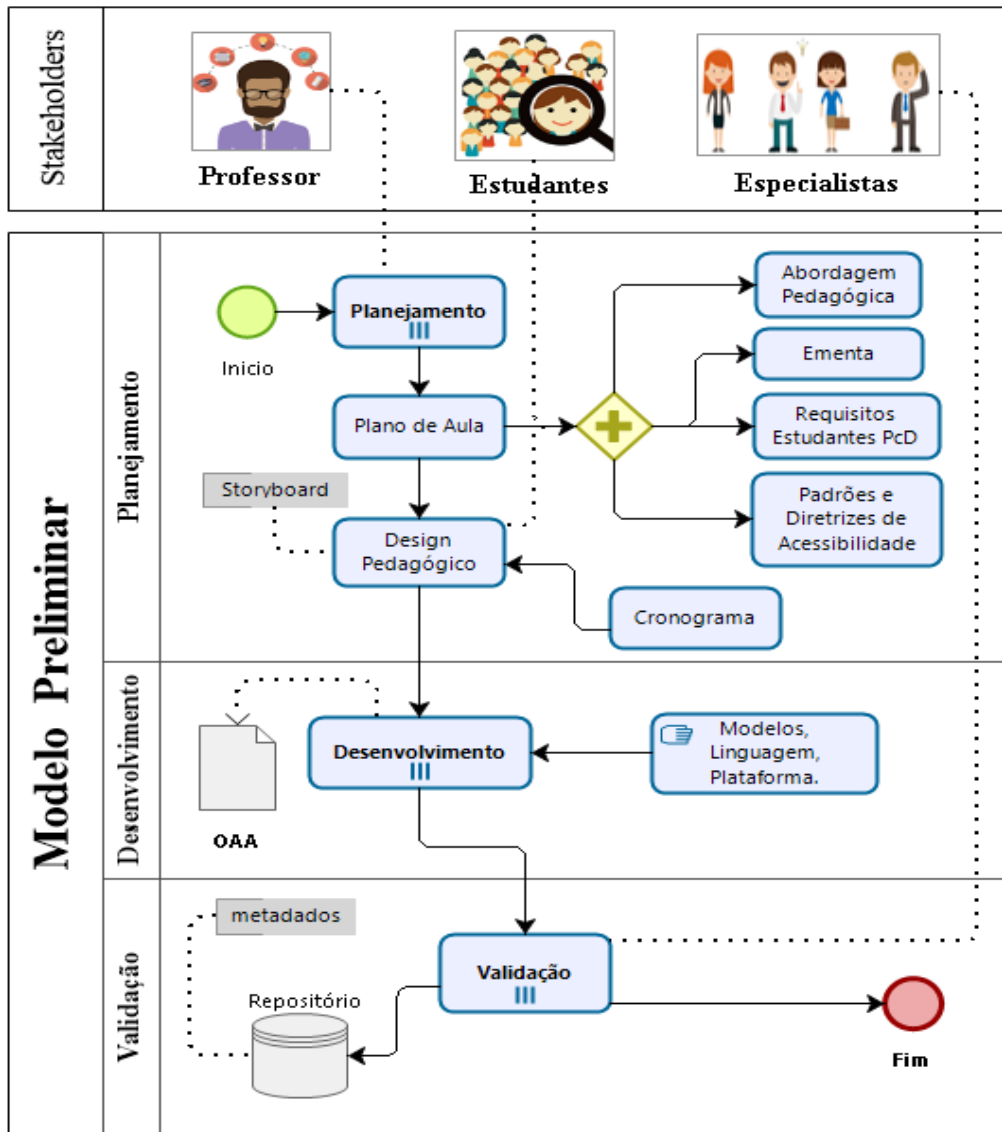 Stakeholders
Professor
Estudantes
Especialistas
Modelo Preliminar
Planejamento
Inicio
Planejamento
Abordagem
Pedagógica
Ementa
Plano de Aula
Requisitos
Estudantes PcD
Storyboard
Padrões e
Diretrizes de
Acessibilidade
Design
Pedagógico
Cronograma
Desenvolvimento
OAA
Desenvolvimento
Modelos,
Linguagem,
Plataforma.
Validação
metadados
Repositório
Validação
Fim